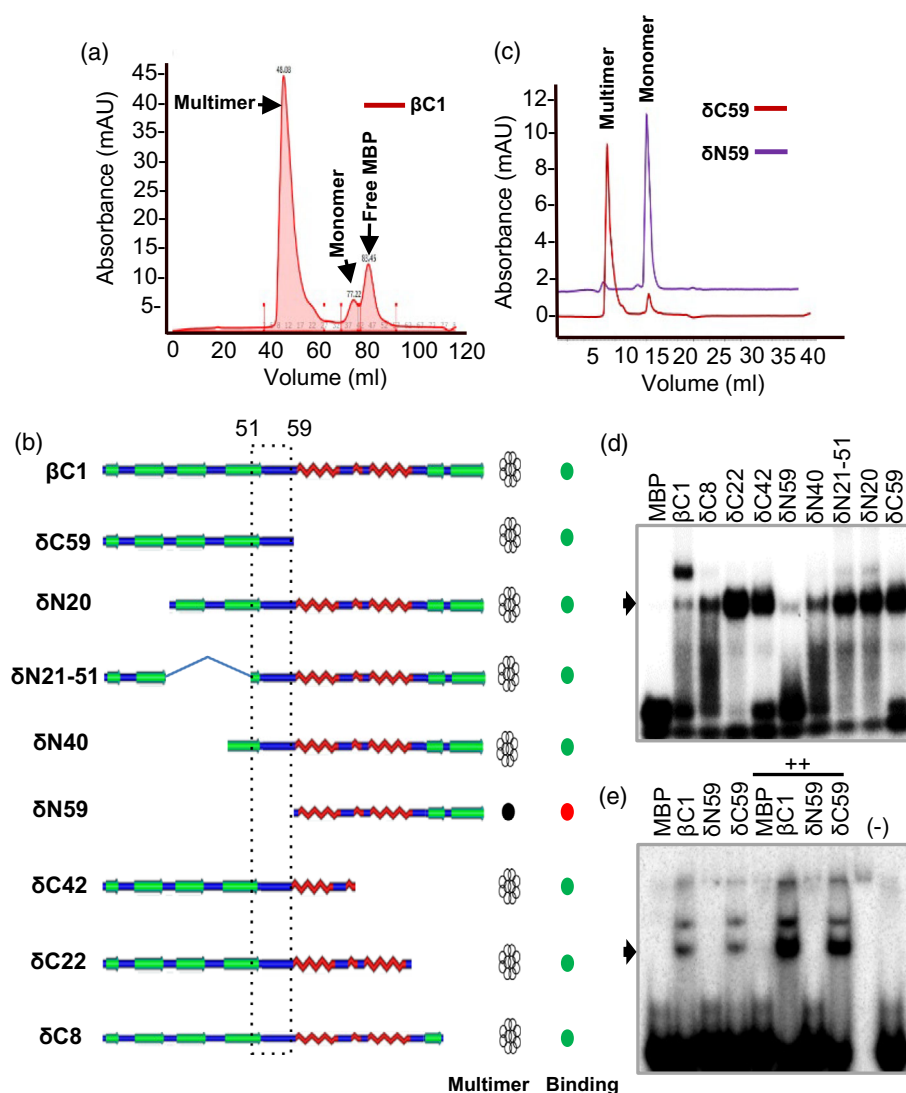 (a)
45-
40-
35-
30-
25-
20-
15-
10-
5-
Absorbance (mAU)
48.08
Multimer
βC1
Monomer
Free MBP
77.22
0 20 40 60 80 100 120
Volume (ml)
(c)
12
10
8
6
4
2
0
Absorbance (mAU)
Multimer
Monomer
δC59
δN59
5 10 15 20 25 30 35 40
Volume (ml)
(b)
51 59
βC1
δC59
δN20
δN21-51
δN40
δN59
δC42
δC22
δC8
Multimer Binding
(d)
MBP βC1 δC8 δC22 δC42 δN59 δN40 δN21-51 δN20 δC59
(e)
++
MBP βC1 δN59 δC59 MBP βC1 δN59 δC59 (-)